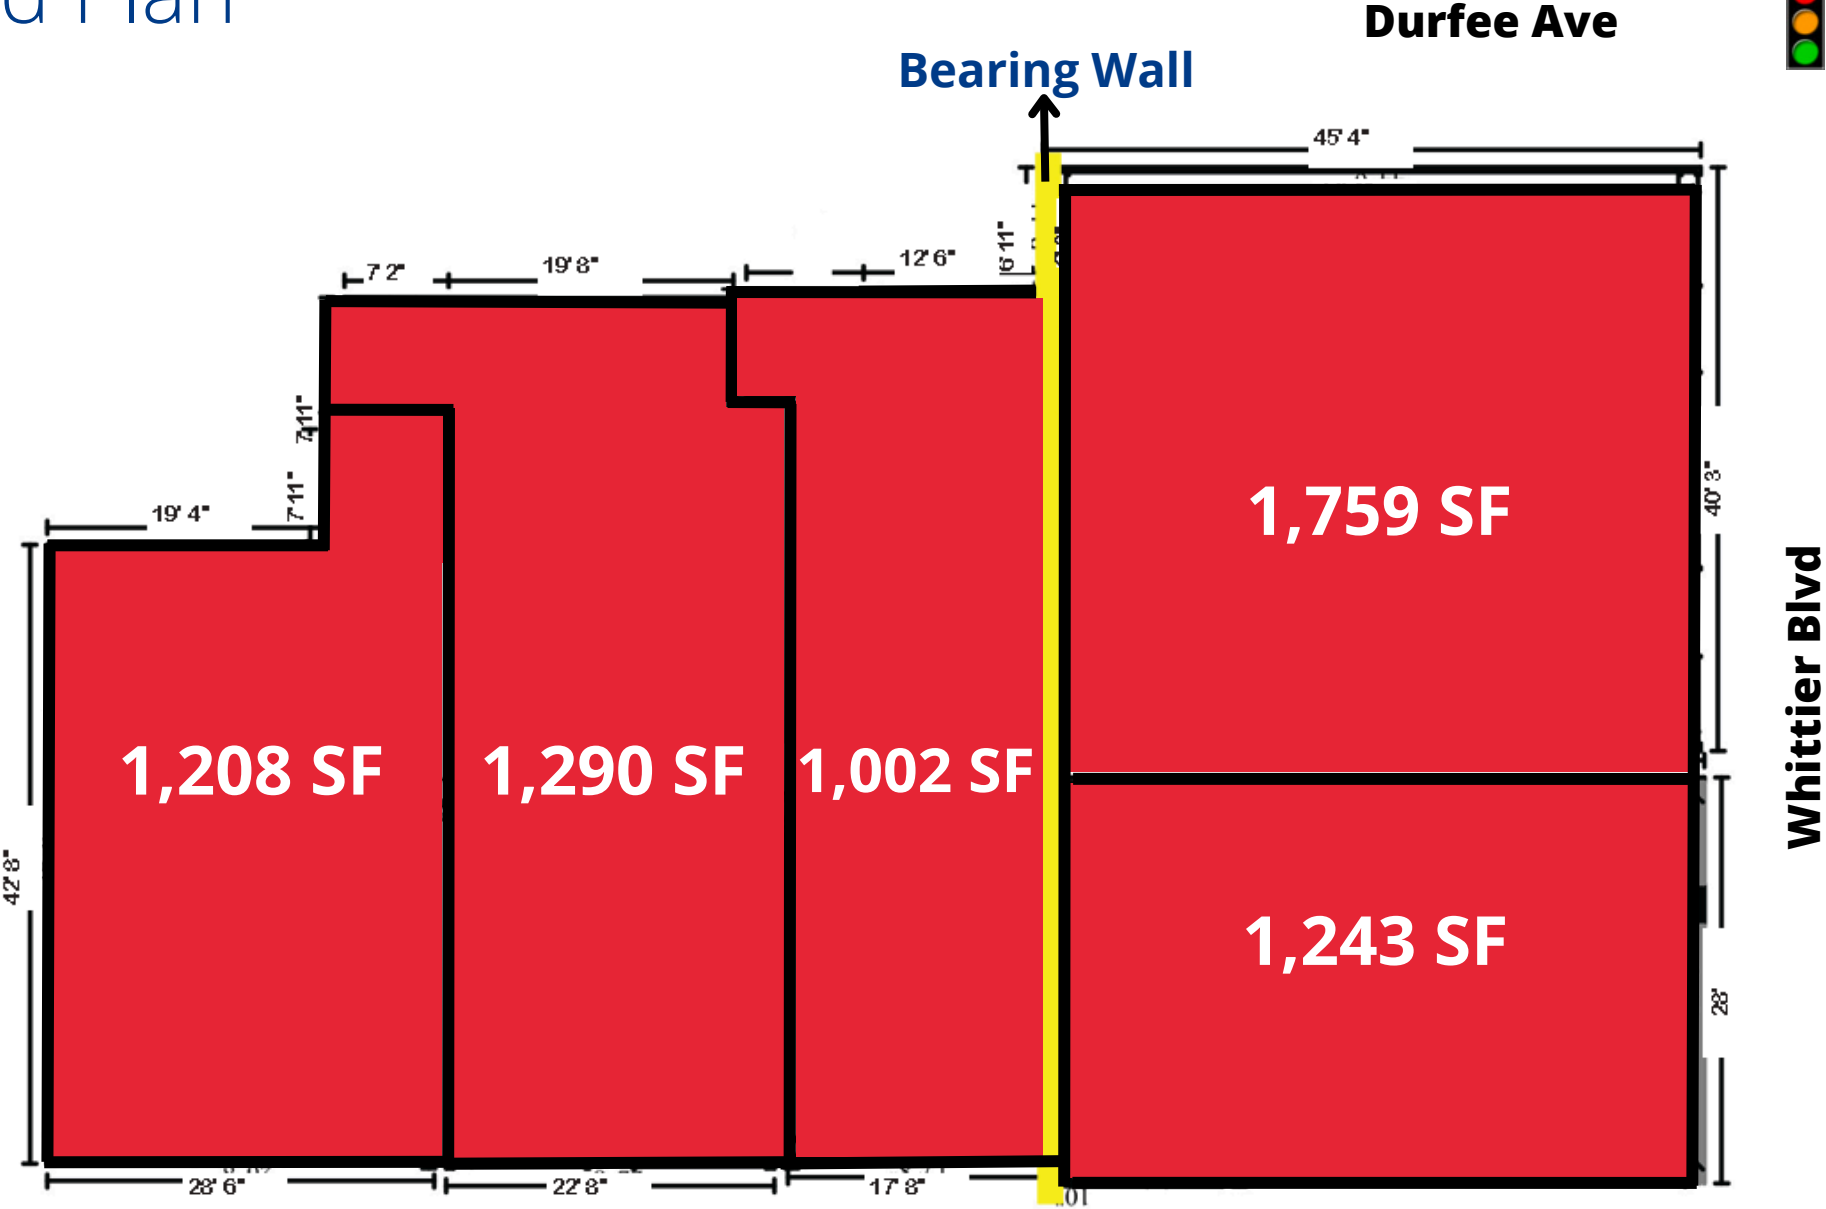 d Plan
Durfee Ave
Bearing Wall
45' 4"
6' 11"
12' 6"
7' 2"
19' 8"
7' 11"
7' 11"
19' 4"
40' 3"
1,759 SF
Whittier Blvd
1,208 SF
1,290 SF
1,002 SF
42' 8"
1,243 SF
28'
28' 6"
22' 8"
17' 8"